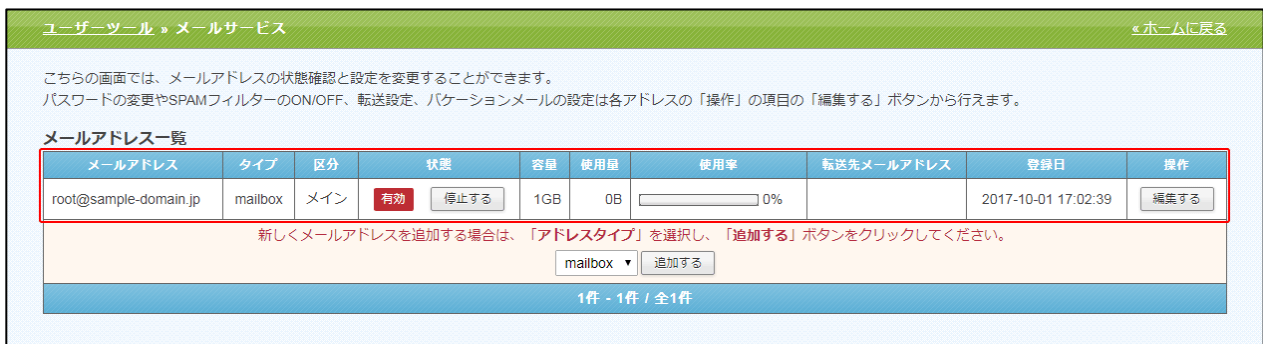 ユーザーツール » メールサービス «ホームに戻る
こちらの画面では、メールアドレスの状態確認と設定を変更することができます。
パスワードの変更やSPAMフィルターのON/OFF、転送設定、バケーションメールの設定は各アドレスの「操作」の項目の「編集する」ボタンから行えます。
メールアドレス一覧
メールアドレス タイプ 区分 状態 容量 使用量 使用率 転送先メールアドレス 登録日 操作
root@sample-domain.jp mailbox メイン 有効 停止する 1GB 0B 0% 2017-10-01 17:02:39 編集する
新しくメールアドレスを追加する場合は、「アドレスタイプ」を選択し、「追加する」ボタンをクリックしてください。
mailbox ▼ 追加する
1件 - 1件 / 全1件